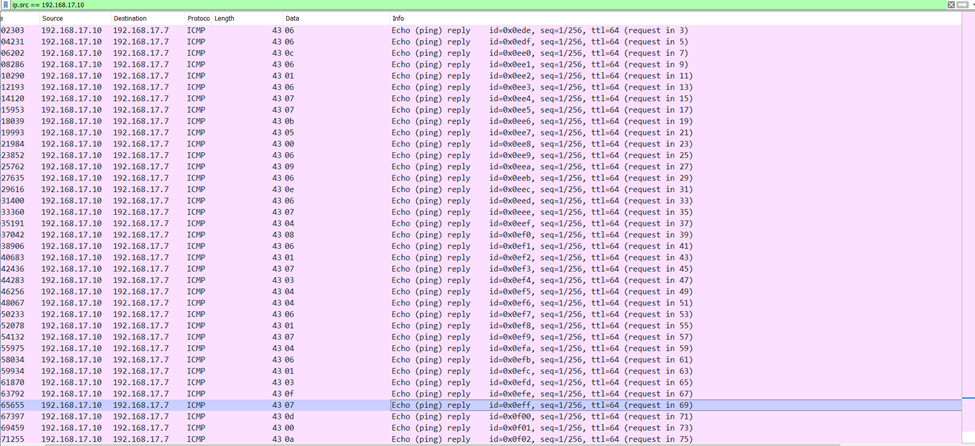 ip.src == 192.168.17.10
e Source Destination Protoco Length Data Info
02303 192.168.17.10 192.168.17.7 ICMP 43 06 Echo (ping) reply id=0x0ede, seq=1/256, ttl=64 (request in 3)
04231 192.168.17.10 192.168.17.7 ICMP 43 06 Echo (ping) reply id=0x0edf, seq=1/256, ttl=64 (request in 5)
06202 192.168.17.10 192.168.17.7 ICMP 43 0c Echo (ping) reply id=0x0ee0, seq=1/256, ttl=64 (request in 7)
08286 192.168.17.10 192.168.17.7 ICMP 43 06 Echo (ping) reply id=0x0ee1, seq=1/256, ttl=64 (request in 9)
10290 192.168.17.10 192.168.17.7 ICMP 43 01 Echo (ping) reply id=0x0ee2, seq=1/256, ttl=64 (request in 11)
12193 192.168.17.10 192.168.17.7 ICMP 43 06 Echo (ping) reply id=0x0ee3, seq=1/256, ttl=64 (request in 13)
14120 192.168.17.10 192.168.17.7 ICMP 43 07 Echo (ping) reply id=0x0ee4, seq=1/256, ttl=64 (request in 15)
15953 192.168.17.10 192.168.17.7 ICMP 43 07 Echo (ping) reply id=0x0ee5, seq=1/256, ttl=64 (request in 17)
18039 192.168.17.10 192.168.17.7 ICMP 43 0b Echo (ping) reply id=0x0ee6, seq=1/256, ttl=64 (request in 19)
19993 192.168.17.10 192.168.17.7 ICMP 43 05 Echo (ping) reply id=0x0ee7, seq=1/256, ttl=64 (request in 21)
21984 192.168.17.10 192.168.17.7 ICMP 43 00 Echo (ping) reply id=0x0ee8, seq=1/256, ttl=64 (request in 23)
23852 192.168.17.10 192.168.17.7 ICMP 43 06 Echo (ping) reply id=0x0ee9, seq=1/256, ttl=64 (request in 25)
25762 192.168.17.10 192.168.17.7 ICMP 43 09 Echo (ping) reply id=0x0eea, seq=1/256, ttl=64 (request in 27)
27635 192.168.17.10 192.168.17.7 ICMP 43 06 Echo (ping) reply id=0x0eeb, seq=1/256, ttl=64 (request in 29)
29616 192.168.17.10 192.168.17.7 ICMP 43 0e Echo (ping) reply id=0x0eec, seq=1/256, ttl=64 (request in 31)
31400 192.168.17.10 192.168.17.7 ICMP 43 06 Echo (ping) reply id=0x0eed, seq=1/256, ttl=64 (request in 33)
33360 192.168.17.10 192.168.17.7 ICMP 43 07 Echo (ping) reply id=0x0eee, seq=1/256, ttl=64 (request in 35)
35191 192.168.17.10 192.168.17.7 ICMP 43 04 Echo (ping) reply id=0x0eef, seq=1/256, ttl=64 (request in 37)
37042 192.168.17.10 192.168.17.7 ICMP 43 08 Echo (ping) reply id=0x0ef0, seq=1/256, ttl=64 (request in 39)
38906 192.168.17.10 192.168.17.7 ICMP 43 06 Echo (ping) reply id=0x0ef1, seq=1/256, ttl=64 (request in 41)
40683 192.168.17.10 192.168.17.7 ICMP 43 01 Echo (ping) reply id=0x0ef2, seq=1/256, ttl=64 (request in 43)
42436 192.168.17.10 192.168.17.7 ICMP 43 07 Echo (ping) reply id=0x0ef3, seq=1/256, ttl=64 (request in 45)
44283 192.168.17.10 192.168.17.7 ICMP 43 03 Echo (ping) reply id=0x0ef4, seq=1/256, ttl=64 (request in 47)
46256 192.168.17.10 192.168.17.7 ICMP 43 04 Echo (ping) reply id=0x0ef5, seq=1/256, ttl=64 (request in 49)
48067 192.168.17.10 192.168.17.7 ICMP 43 04 Echo (ping) reply id=0x0ef6, seq=1/256, ttl=64 (request in 51)
50233 192.168.17.10 192.168.17.7 ICMP 43 06 Echo (ping) reply id=0x0ef7, seq=1/256, ttl=64 (request in 53)
52078 192.168.17.10 192.168.17.7 ICMP 43 01 Echo (ping) reply id=0x0ef8, seq=1/256, ttl=64 (request in 55)
54132 192.168.17.10 192.168.17.7 ICMP 43 07 Echo (ping) reply id=0x0ef9, seq=1/256, ttl=64 (request in 57)
55975 192.168.17.10 192.168.17.7 ICMP 43 04 Echo (ping) reply id=0x0efa, seq=1/256, ttl=64 (request in 59)
58034 192.168.17.10 192.168.17.7 ICMP 43 06 Echo (ping) reply id=0x0efb, seq=1/256, ttl=64 (request in 61)
59934 192.168.17.10 192.168.17.7 ICMP 43 01 Echo (ping) reply id=0x0efc, seq=1/256, ttl=64 (request in 63)
61870 192.168.17.10 192.168.17.7 ICMP 43 03 Echo (ping) reply id=0x0efd, seq=1/256, ttl=64 (request in 65)
63792 192.168.17.10 192.168.17.7 ICMP 43 0f Echo (ping) reply id=0x0efe, seq=1/256, ttl=64 (request in 67)
65655 192.168.17.10 192.168.17.7 ICMP 43 07 Echo (ping) reply id=0x0eff, seq=1/256, ttl=64 (request in 69)
67397 192.168.17.10 192.168.17.7 ICMP 43 0d Echo (ping) reply id=0x0f00, seq=1/256, ttl=64 (request in 71)
69459 192.168.17.10 192.168.17.7 ICMP 43 00 Echo (ping) reply id=0x0f01, seq=1/256, ttl=64 (request in 73)
71255 192.168.17.10 192.168.17.7 ICMP 43 0a Echo (ping) reply id=0x0f02, seq=1/256, ttl=64 (request in 75)